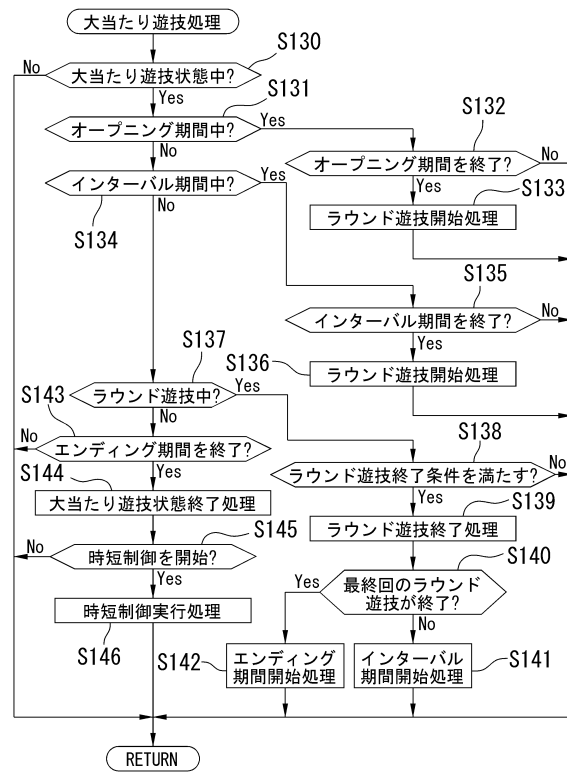 大当たり遊技処理
S130
大当たり遊技状態中?
No
Yes
S131
オープニング期間中?
Yes
No
S132
オープニング期間を終了?
No
Yes
S133
ラウンド遊技開始処理
インターバル期間中?
Yes
No
S134
S135
インターバル期間を終了?
No
Yes
S136
ラウンド遊技開始処理
S137
ラウンド遊技中?
Yes
No
S143
エンディング期間を終了?
No
Yes
S138
ラウンド遊技終了条件を満たす?
No
Yes
S144
大当たり遊技状態終了処理
S139
ラウンド遊技終了処理
S145
時短制御を開始?
No
Yes
S140
最終回のラウンド
遊技が終了?
Yes
No
時短制御実行処理
S146
S142
エンディング
期間開始処理
インターバル
期間開始処理
S141
RETURN